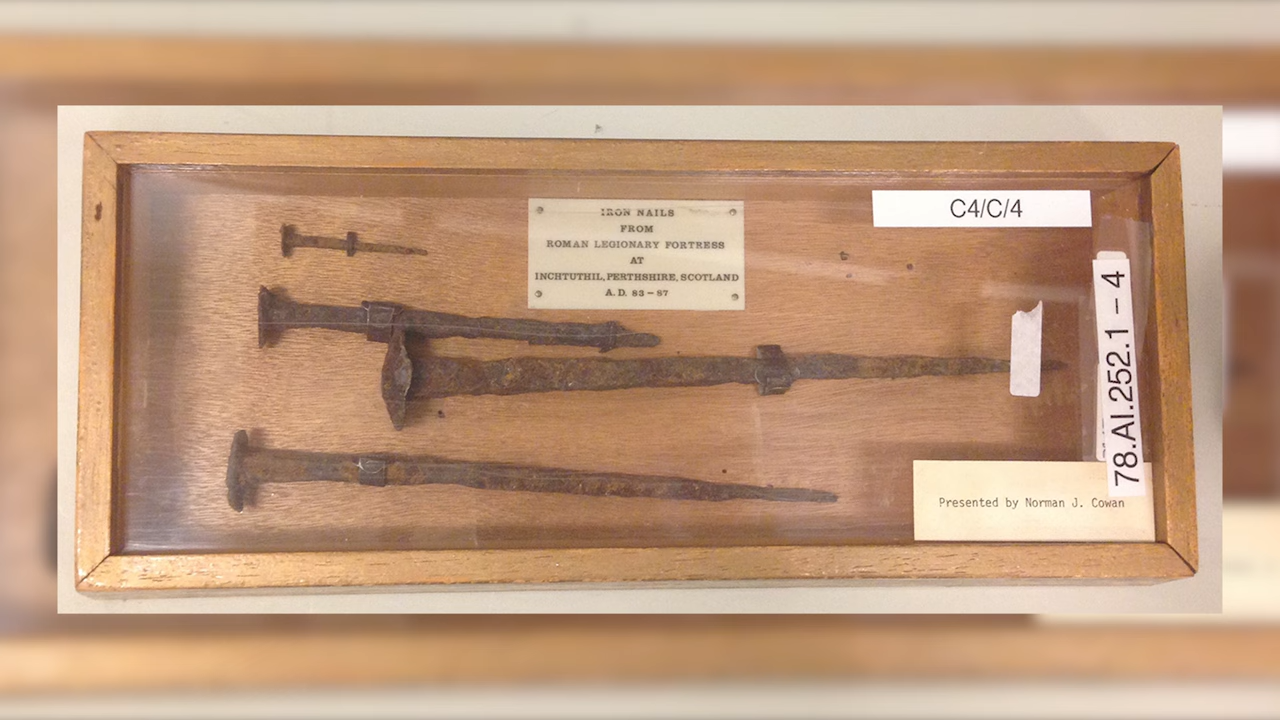 IRON NAILS
FROM
ROMAN LEGIONARY FORTRESS
AT
INCHTUTHIL, PERTHSHIRE, SCOTLAND
A.D. 83 – 87
C4/C/4
78.AI.252.1 – 4
Presented by Norman J. Cowan